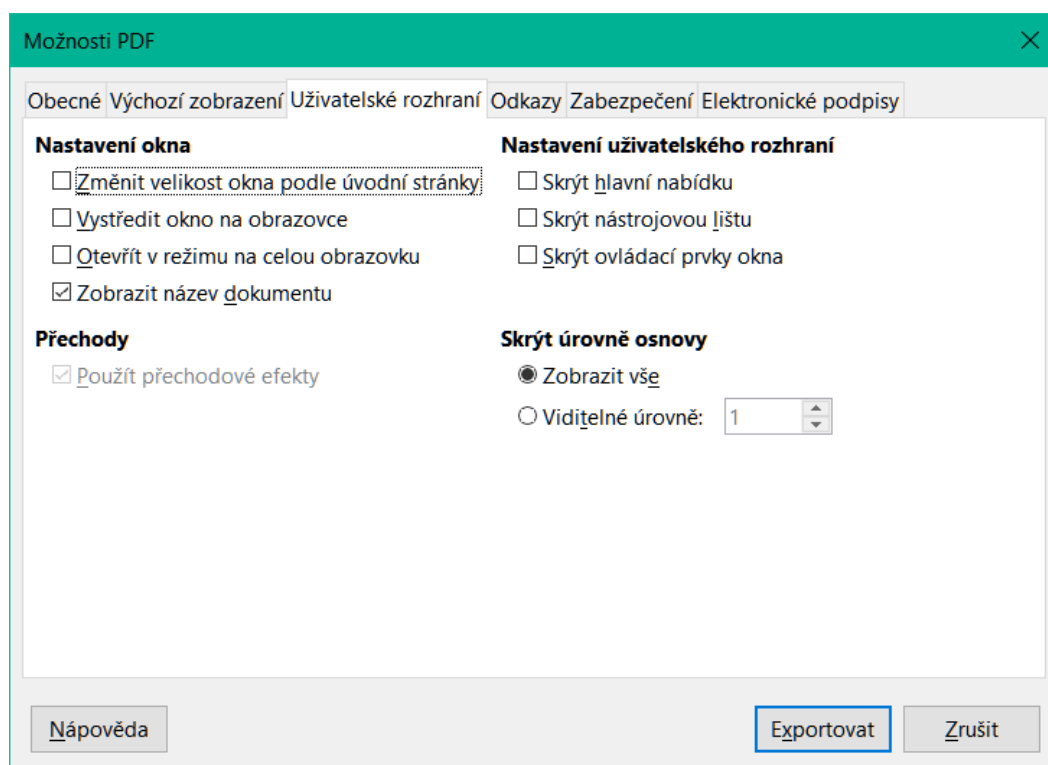 Možnosti PDF
Obecné Výchozí zobrazení Uživatelské rozhraní Odkazy Zabezpečení Elektronické podpisy
Nastavení okna
Změnit velikost okna podle úvodní stránky
Vystředit okno na obrazovce
Otevřít v režimu na celou obrazovku
Zobrazit název dokumentu
Nastavení uživatelského rozhraní
Skrýt hlavní nabídku
Skrýt nástrojovou lištu
Skrýt ovládací prvky okna
Přechody
Použít přechodové efekty
Skrýt úrovně osnovy
Zobrazit vše
Viditelné úrovně: 1
Nápověda Exportovat Zrušit